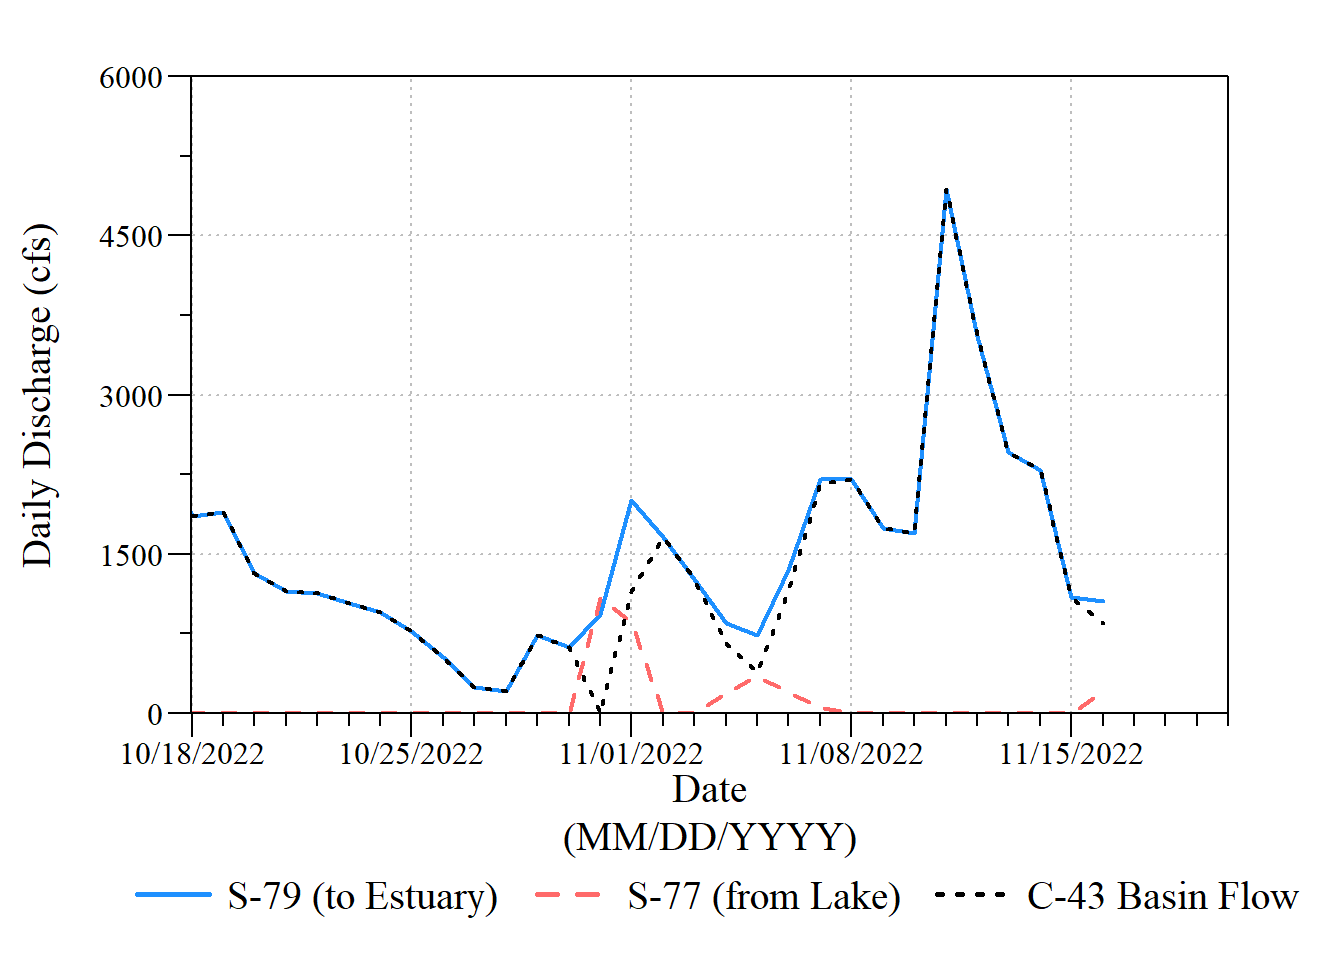 6000
4500
3000
1500
0
Daily Discharge (cfs)
10/18/2022 10/25/2022 11/01/2022 11/08/2022 11/15/2022
Date
(MM/DD/YYYY)
S-79 (to Estuary) S-77 (from Lake) C-43 Basin Flow